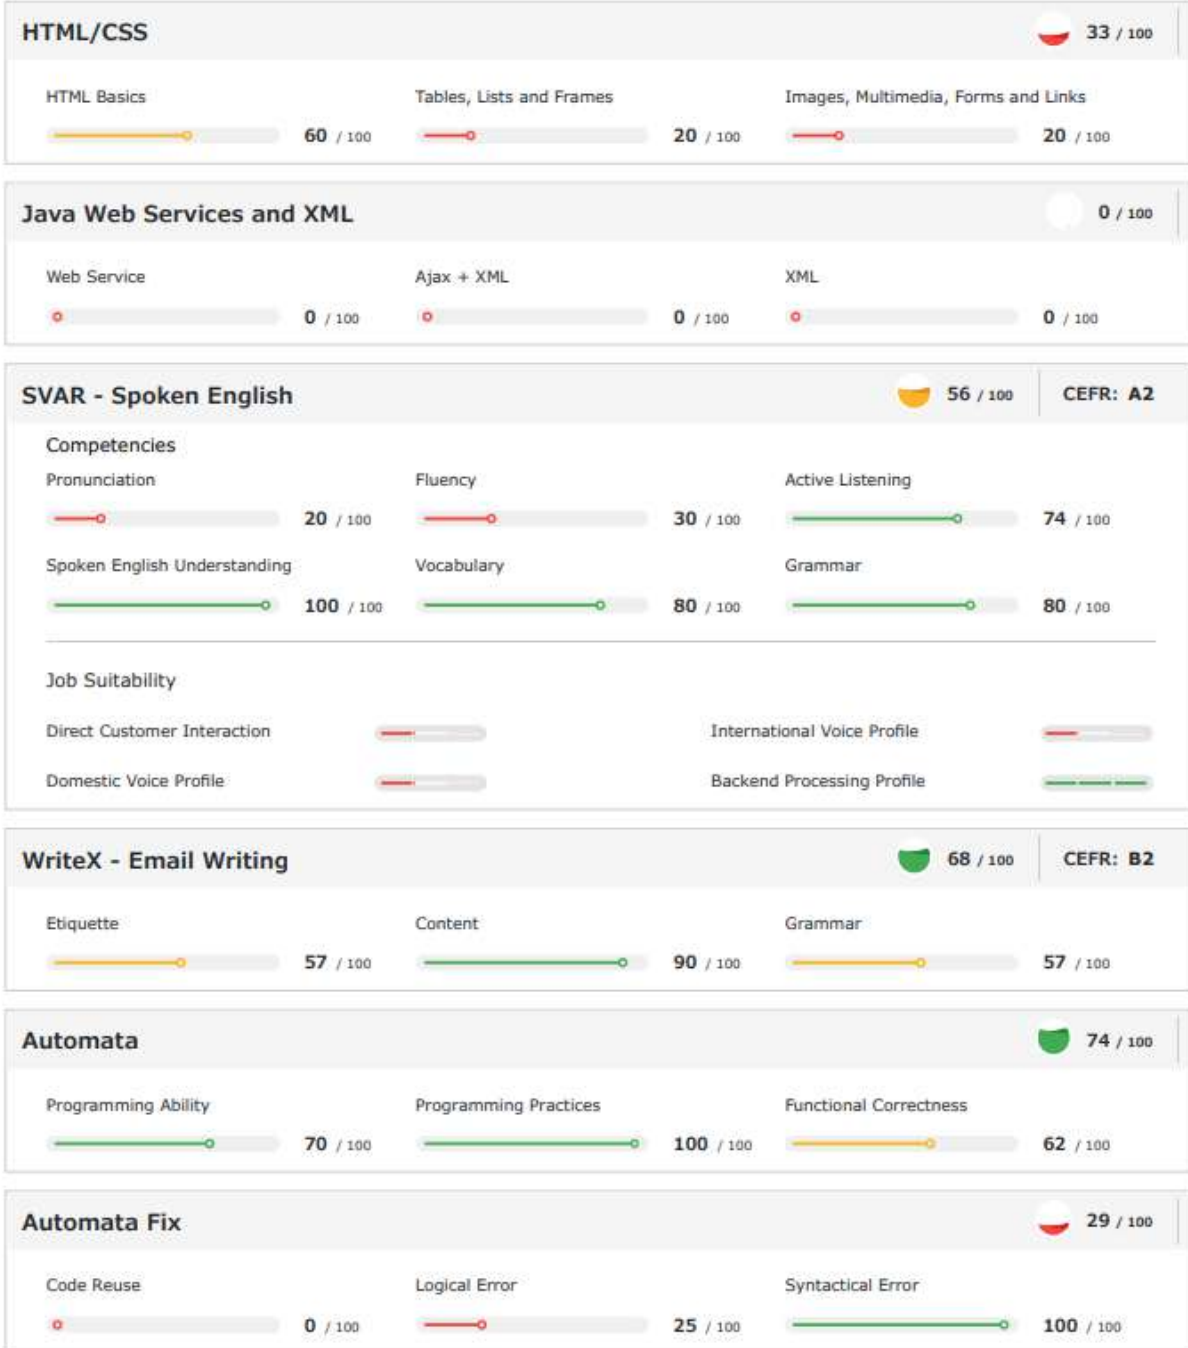 HTML/CSS 33 / 100
HTML Basics Tables, Lists and Frames Images, Multimedia, Forms and Links
60 / 100 20 / 100 20 / 100
Java Web Services and XML 0 / 100
Web Service Ajax + XML XML
0 / 100 0 / 100 0 / 100
SVAR - Spoken English 56 / 100 CEFR: A2
Competencies
Pronunciation Fluency Active Listening
20 / 100 30 / 100 74 / 100
Spoken English Understanding Vocabulary Grammar
100 / 100 80 / 100 80 / 100
Job Suitability
Direct Customer Interaction International Voice Profile
Domestic Voice Profile Backend Processing Profile
WriteX - Email Writing 68 / 100 CEFR: B2
Etiquette Content Grammar
57 / 100 90 / 100 57 / 100
Automata 74 / 100
Programming Ability Programming Practices Functional Correctness
70 / 100 100 / 100 62 / 100
Automata Fix 29 / 100
Code Reuse Logical Error Syntactical Error
0 / 100 25 / 100 100 / 100